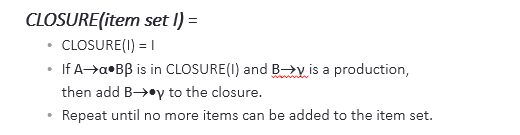 CLOSURE(item set I) =
• CLOSURE(I) = I
• If A→α•Bβ is in CLOSURE(I) and B→γ is a production,
then add B→•γ to the closure.
• Repeat until no more items can be added to the item set.